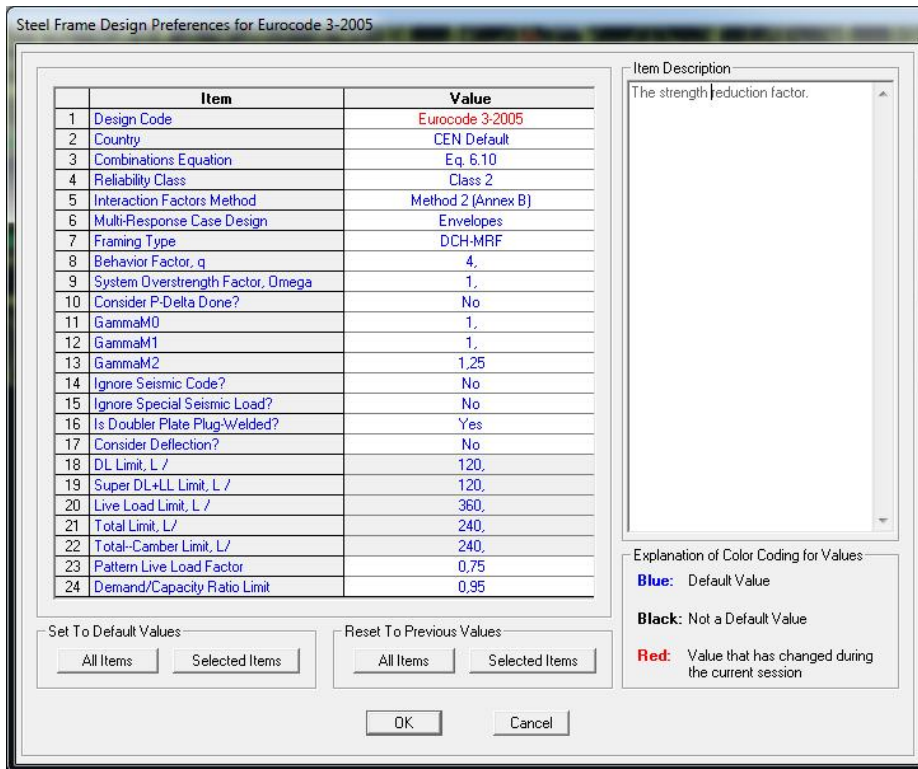 Steel Frame Design Preferences for Eurocode 3-2005
Item Value
1 Design Code Eurocode 3-2005
2 Country CEN Default
3 Combinations Equation Eq. 6.10
4 Reliability Class Class 2
5 Interaction Factors Method Method 2 (Annex B)
6 Multi-Response Case Design Envelopes
7 Framing Type DCH-MRF
8 Behavior Factor, q 4,
9 System Overstrength Factor, Omega 1,
10 Consider P-Delta Done? No
11 GammaM0 1,
12 GammaM1 1,
13 GammaM2 1,25
14 Ignore Seismic Code? No
15 Ignore Special Seismic Load? No
16 Is Doubler Plate Plug-Welded? Yes
17 Consider Deflection? No
18 DL Limit, L / 120,
19 Super DL+LL Limit, L / 120,
20 Live Load Limit, L / 360,
21 Total Limit, L/ 240,
22 Total--Camber Limit, L/ 240,
23 Pattern Live Load Factor 0,75
24 Demand/Capacity Ratio Limit 0,95
Set To Default Values
All Items Selected Items
Reset To Previous Values
All Items Selected Items
Item Description
The strength reduction factor.
Explanation of Color Coding for Values
Blue: Default Value
Black: Not a Default Value
Red: Value that has changed during
the current session
OK Cancel